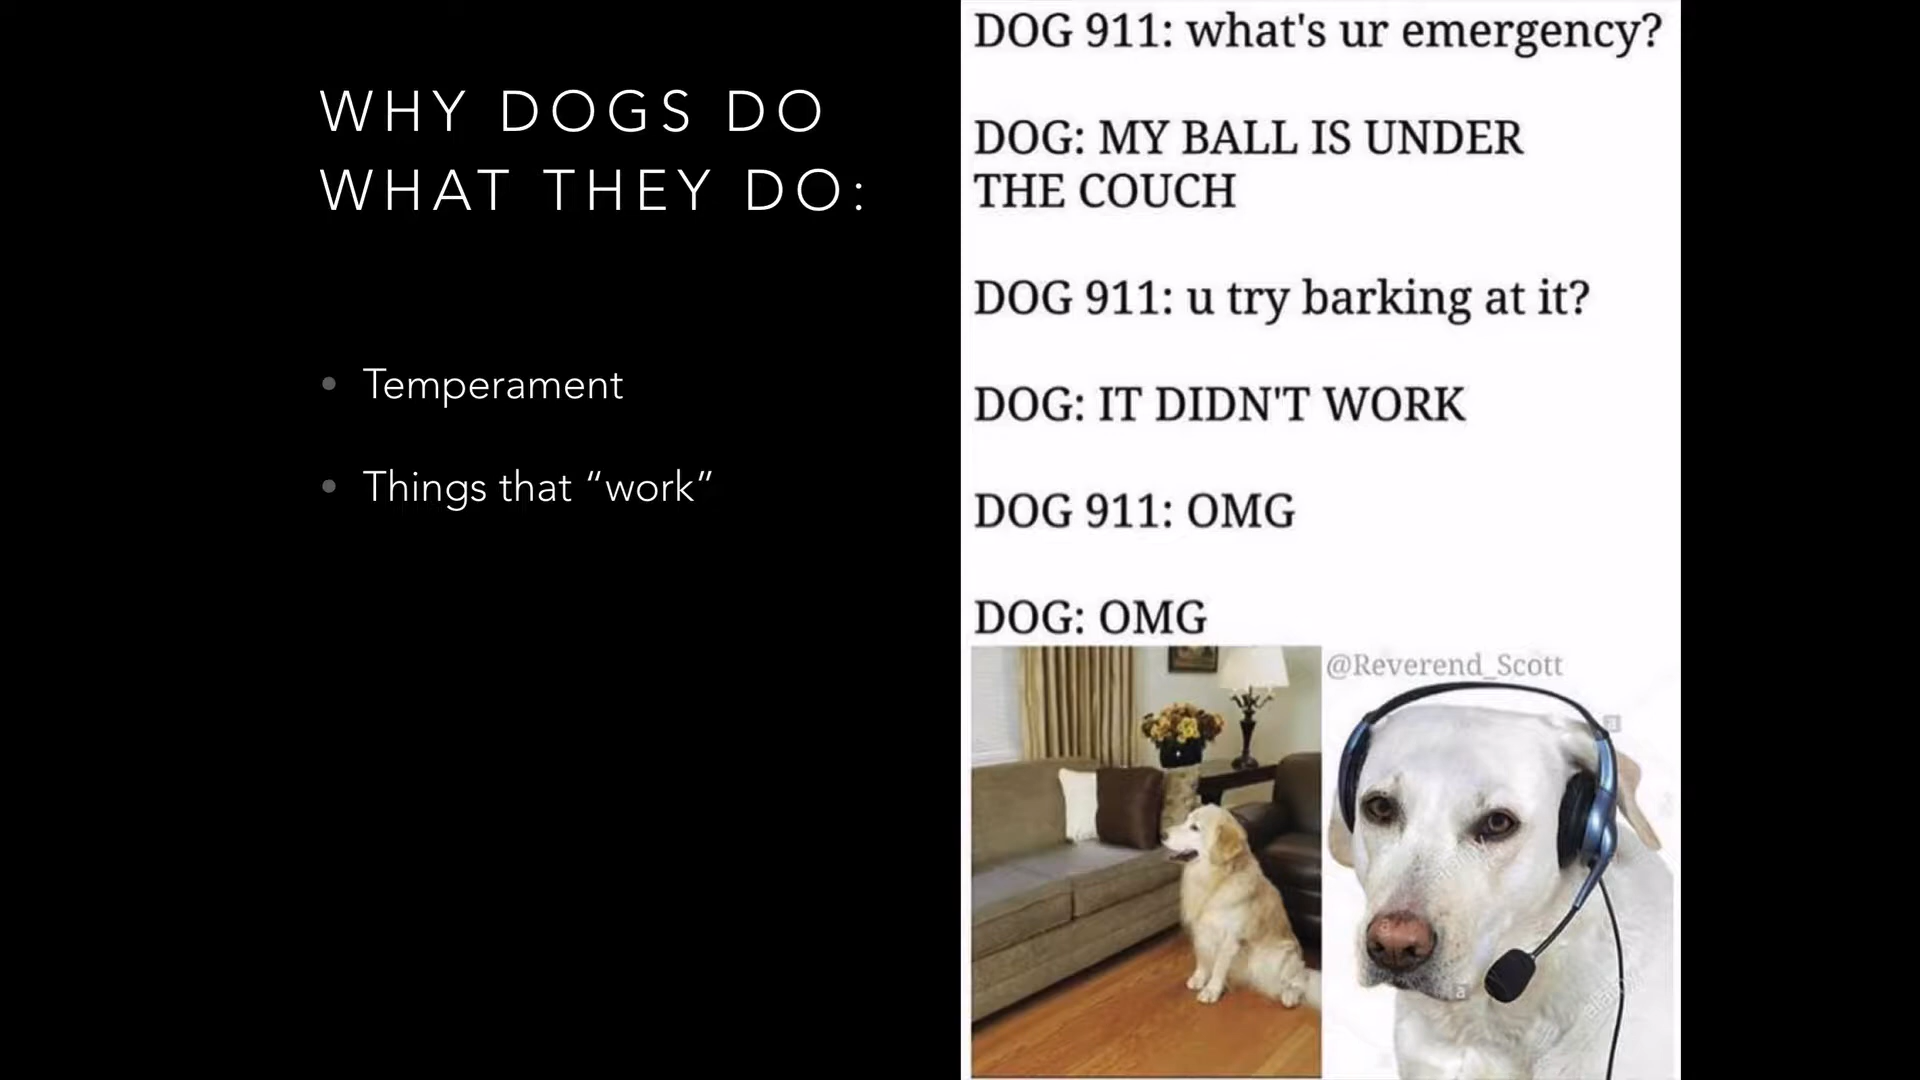 WHY DOGS DO
WHAT THEY DO:
• Temperament
• Things that “work”
DOG 911: what's ur emergency?
DOG: MY BALL IS UNDER
THE COUCH
DOG 911: u try barking at it?
DOG: IT DIDN'T WORK
DOG 911: OMG
DOG: OMG
@Reverend_Scott
a
a
alamy